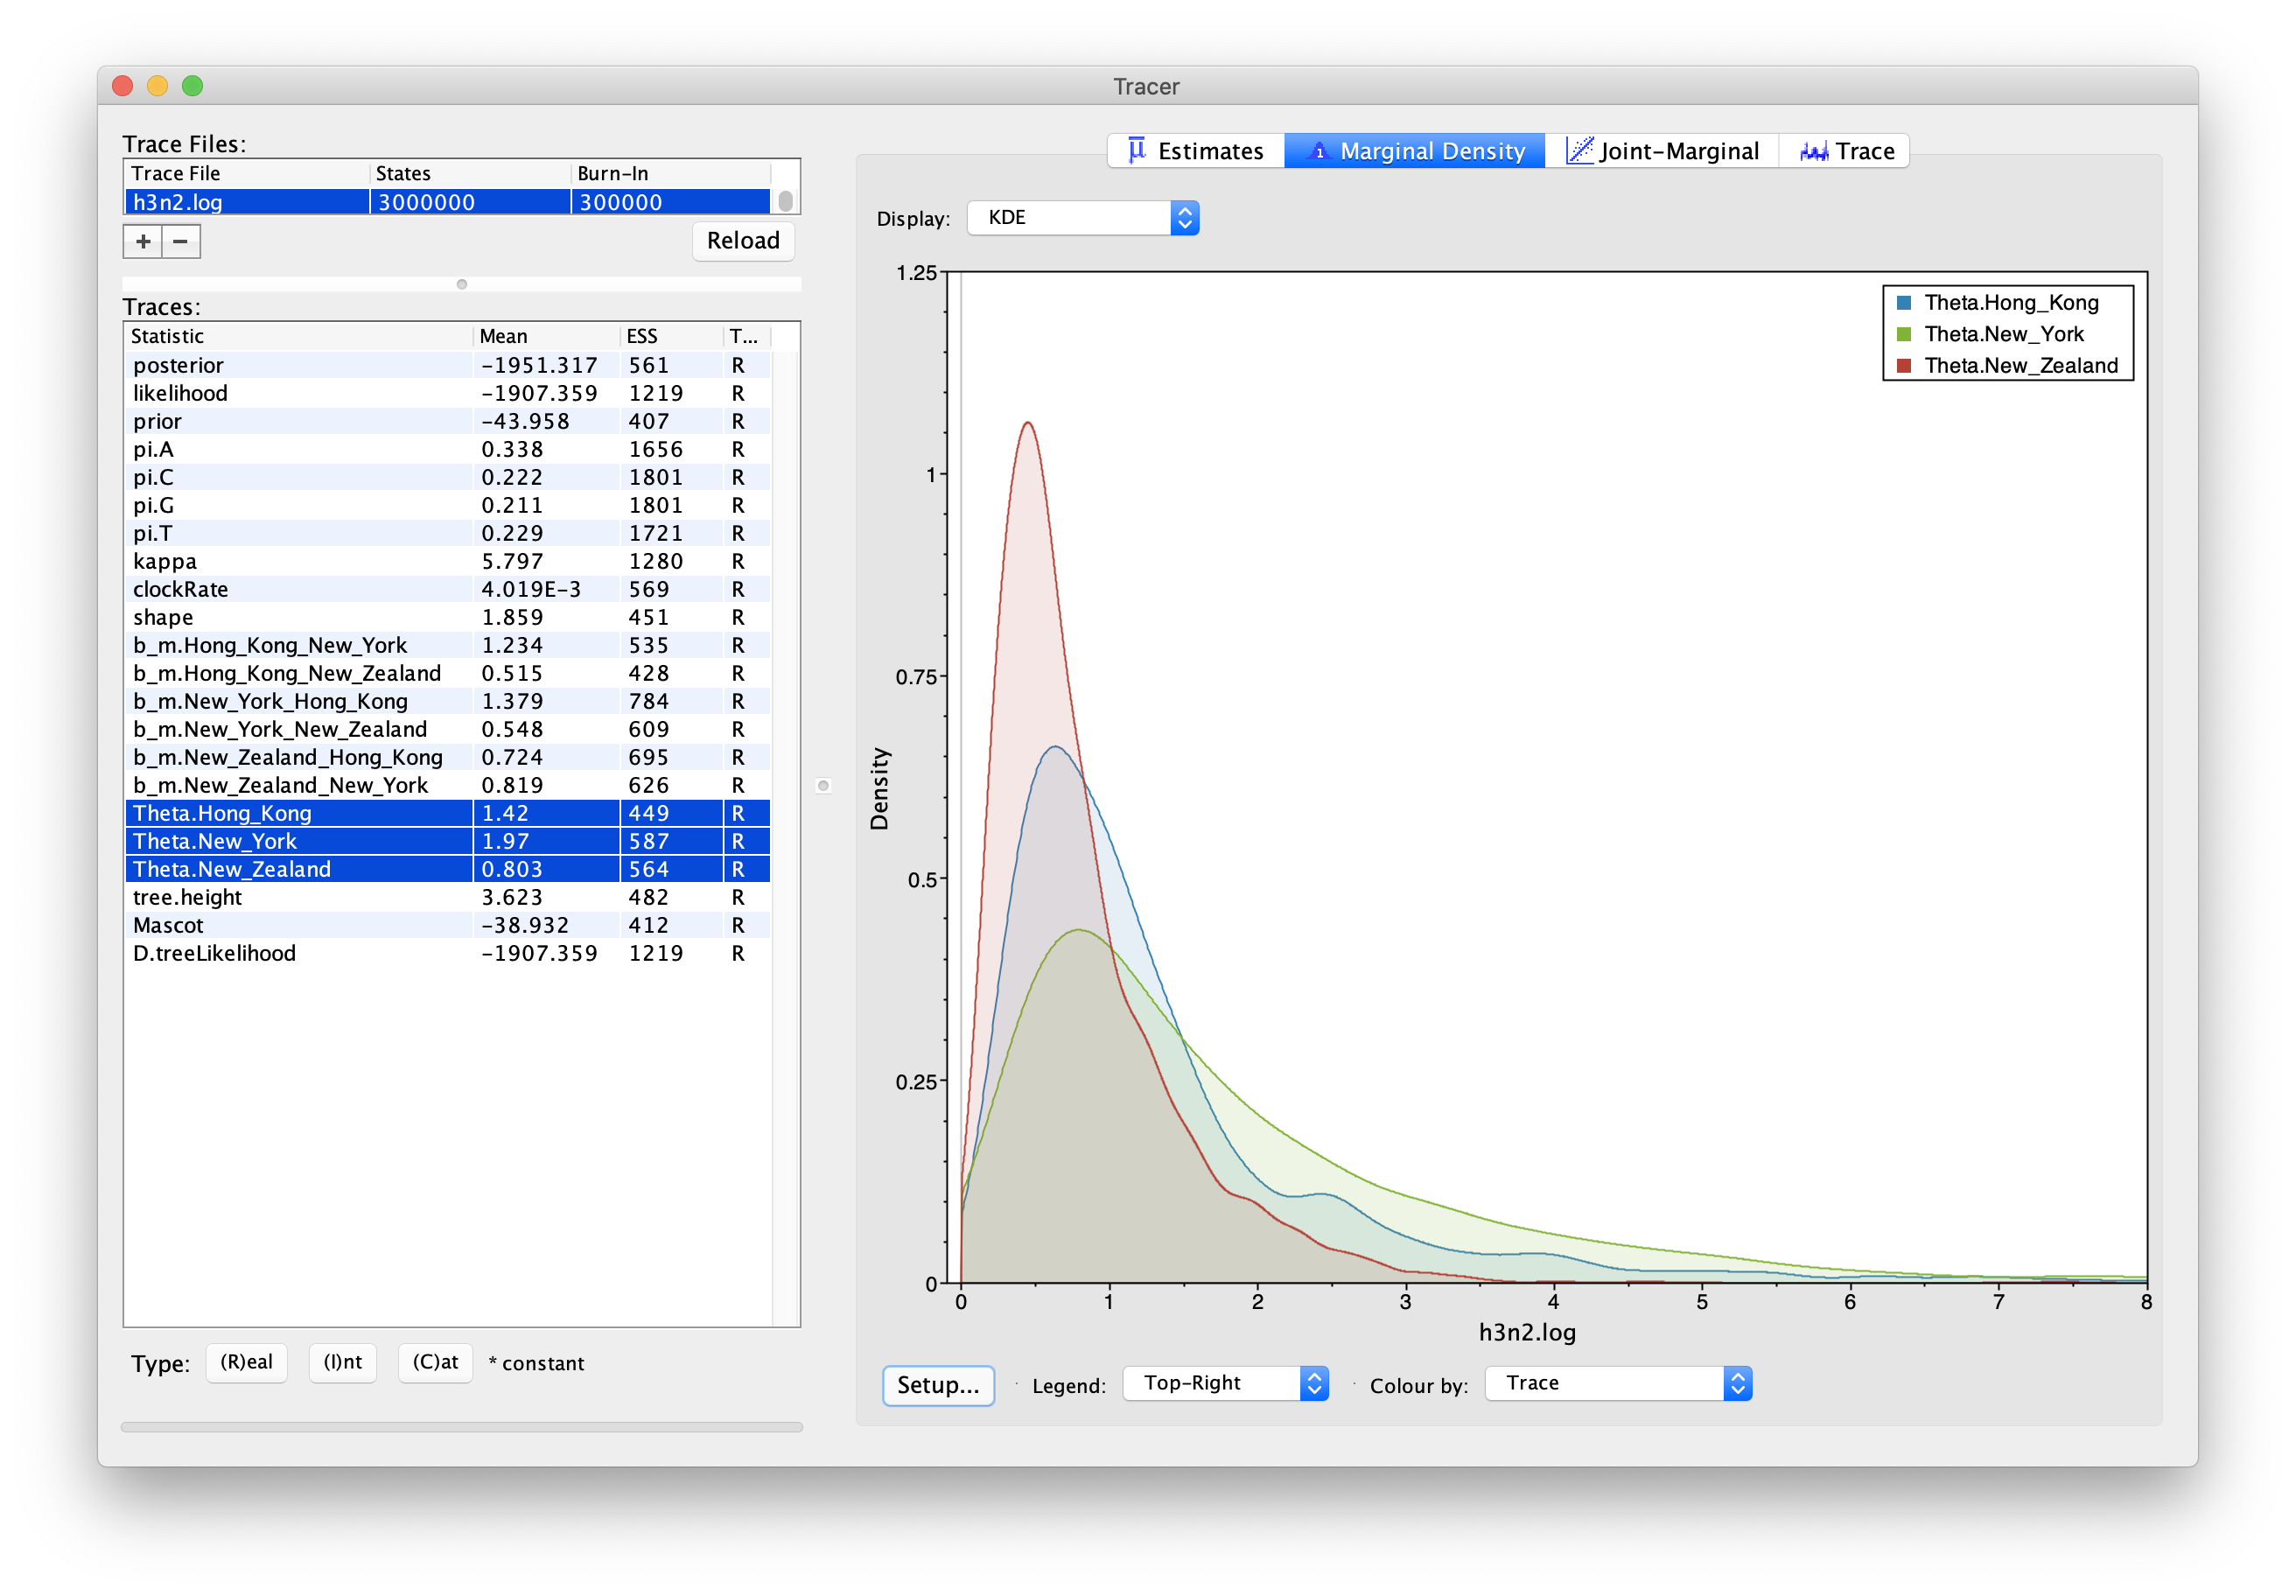 Tracer
Trace Files:
Trace File States Burn-In
h3n2.log 3000000 300000
+ − Reload
Traces:
Statistic Mean ESS T...
posterior −1951.317 561 R
likelihood −1907.359 1219 R
prior −43.958 407 R
pi.A 0.338 1656 R
pi.C 0.222 1801 R
pi.G 0.211 1801 R
pi.T 0.229 1721 R
kappa 5.797 1280 R
clockRate 4.019E−3 569 R
shape 1.859 451 R
b_m.Hong_Kong_New_York 1.234 535 R
b_m.Hong_Kong_New_Zealand 0.515 428 R
b_m.New_York_Hong_Kong 1.379 784 R
b_m.New_York_New_Zealand 0.548 609 R
b_m.New_Zealand_Hong_Kong 0.724 695 R
b_m.New_Zealand_New_York 0.819 626 R
Theta.Hong_Kong 1.42 449 R
Theta.New_York 1.97 587 R
Theta.New_Zealand 0.803 564 R
tree.height 3.623 482 R
Mascot −38.932 412 R
D.treeLikelihood −1907.359 1219 R
Type: (R)eal (I)nt (C)at * constant
Estimates Marginal Density Joint-Marginal Trace
Display: KDE
Theta.Hong_Kong
Theta.New_York
Theta.New_Zealand
1.25
1
0.75
0.5
0.25
0
Density
0 1 2 3 4 5 6 7 8
h3n2.log
Setup... Legend: Top-Right Colour by: Trace